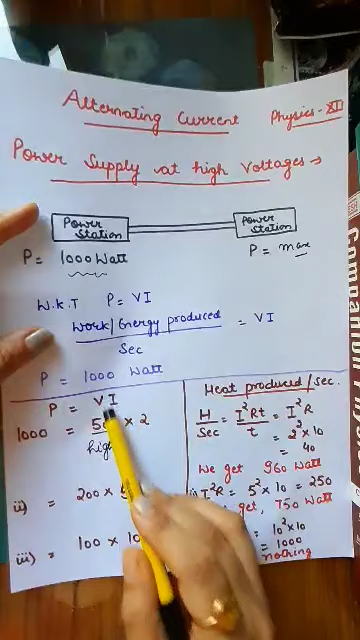 Alternating Current Physics-XII
Power Supply at high Voltages →
Power Station
Power Station
P = 1000 Watt
P = max
W.K.T P = VI
Work/Energy produced = VI
Sec
P = 1000 Watt
P = VI
1000 = × 2
ii) = 200 ×
iii) = 100 × 10
Heat produced/sec.
H/Sec = I²Rt/t = I²R
= 2² × 10
= 40
We get 960 Watt
I²R = 5² × 10 = 250
get, 750 Watt
= 10² × 10
= 1000
nothing